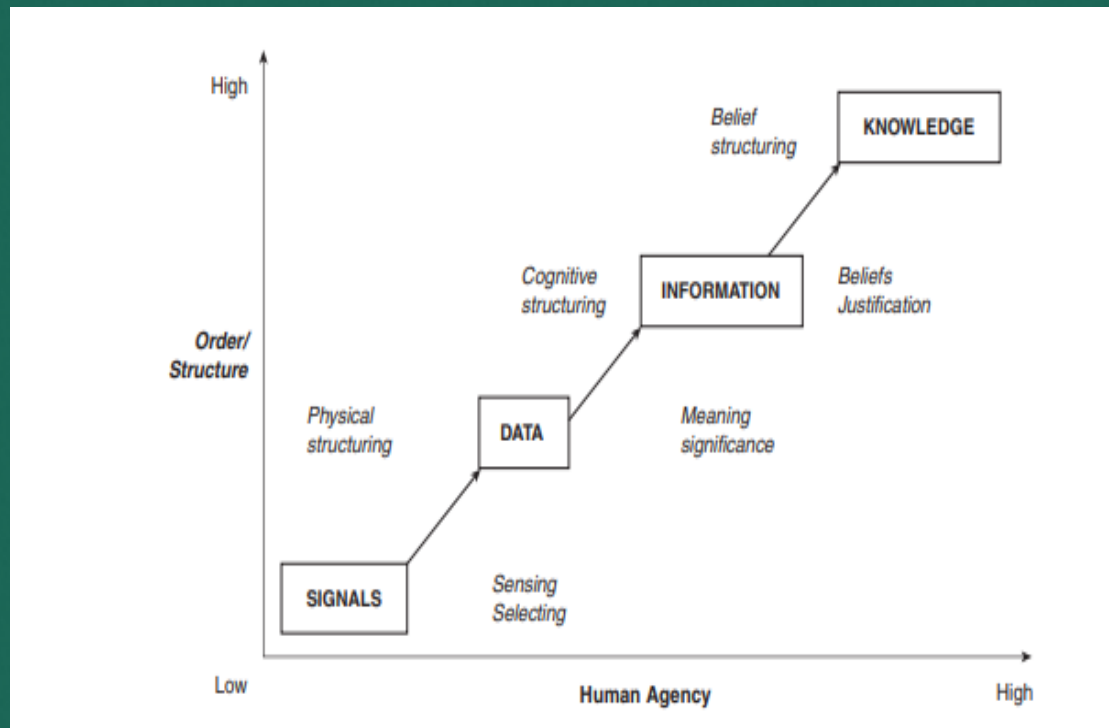 High
Belief
structuring
KNOWLEDGE
Cognitive
structuring
INFORMATION
Beliefs
Justification
Order/
Structure
Physical
structuring
DATA
Meaning
significance
SIGNALS
Sensing
Selecting
Low
Human Agency
High